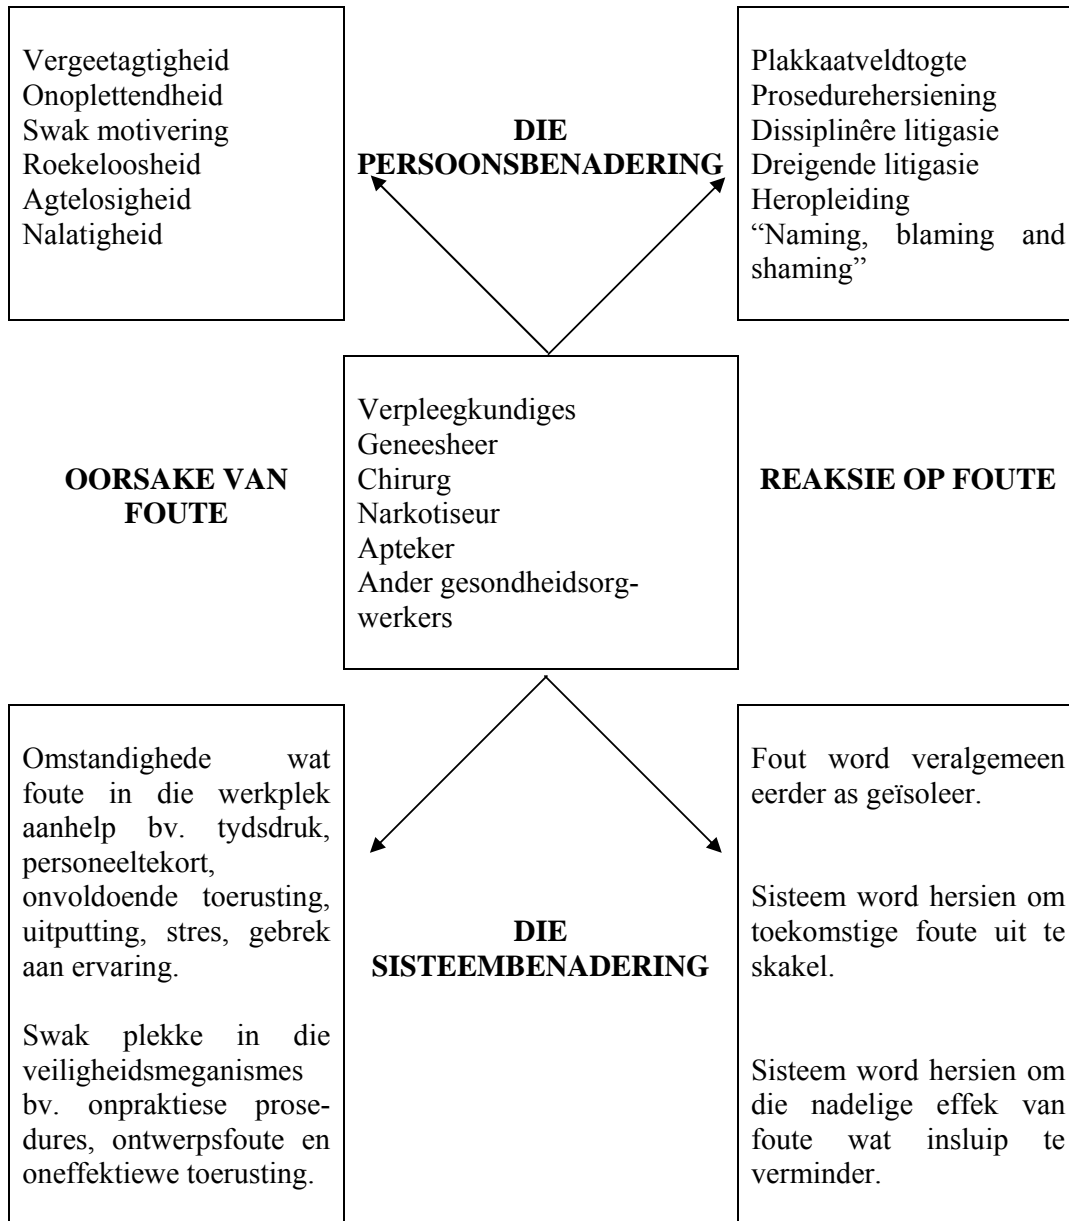 Vergeetagtigheid
Onoplettendheid
Swak motivering
Roekeloosheid
Agtelosigheid
Nalatigheid
DIE
PERSOONSBENADERING
Plakkaatveldtogte
Prosedurehersiening
Dissiplinêre litigasie
Dreigende litigasie
Heropleiding
“Naming, blaming and
shaming”
OORSAKE VAN
FOUTE
Verpleegkundiges
Geneesheer
Chirurg
Narkotiseur
Apteker
Ander gesondheidsorg-
werkers
REAKSIE OP FOUTE
Omstandighede wat
foute in die werkplek
aanhelp bv. tydsdruk,
personeeltekort,
onvoldoende toerusting,
uitputting, stres, gebrek
aan ervaring.
Swak plekke in die
veiligheidsmeganismes
bv. onpraktiese prose-
dures, ontwerpsfoute en
oneffektiewe toerusting.
DIE
SISTEEMBENADERING
Fout word veralgemeen
eerder as geïsoleer.
Sisteem word hersien om
toekomstige foute uit te
skakel.
Sisteem word hersien om
die nadelige effek van
foute wat insluip te
verminder.